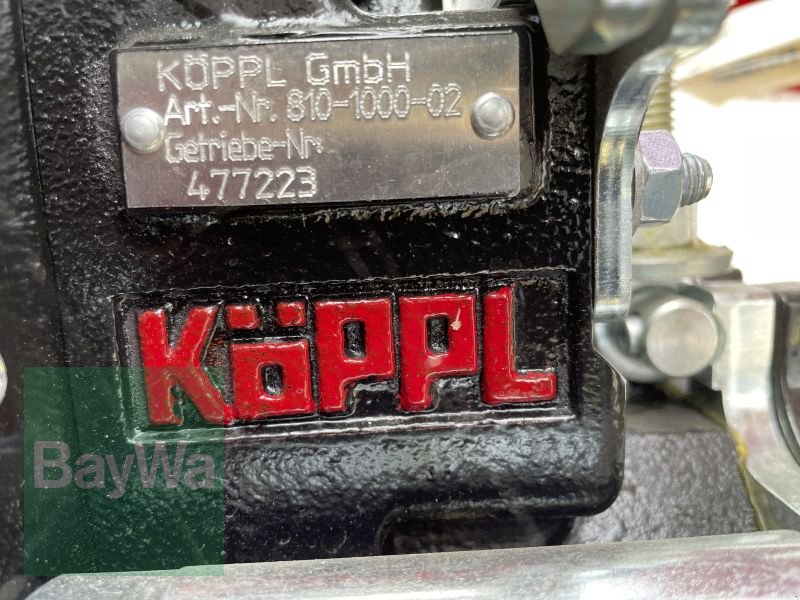 KÖPPL GmbH
Art.-Nr. 810-1000-02
Getriebe-Nr.
477223
KÖPPL
BayWa